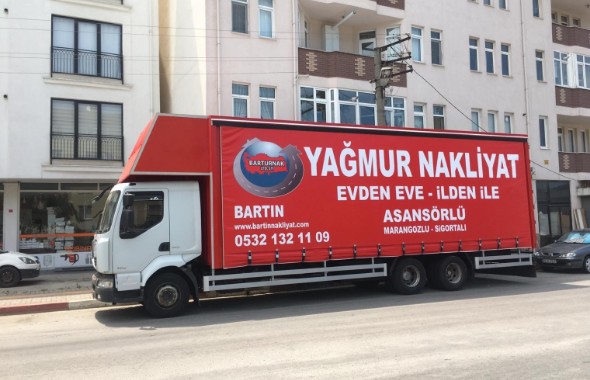 BARTURNAK
YAĞMUR NAKLİYAT
EVDEN EVE - İLDEN İLE
BARTIN
ASANSÖRLÜ
www.bartinnakliyat.com
MARANGOZLU - SİGORTALI
0532 132 11 09